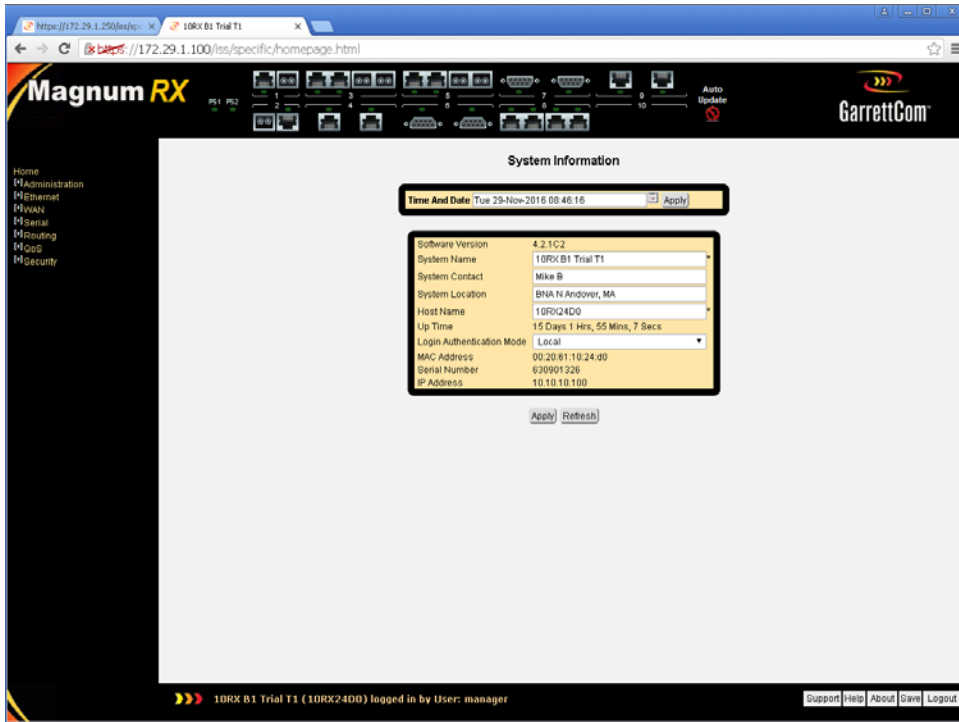 https://172.29.1.250/iss/sp
10RX B1 Trial T1
https://172.29.1.100/iss/specific/homepage.html
Magnum RX
PS1 PS2
1
2
3
4
5
6
7
8
9
10
Auto
Update
GarrettCom
Home
[+]Administration
[+]Ethernet
[+]WAN
[+]Serial
[+]Routing
[+]QoS
[+]Security
System Information
Time And Date Tue 29-Nov-2016 08:46:16 Apply
Software Version 4.2.1C2
System Name 10RX B1 Trial T1 *
System Contact Mike B
System Location BNA N Andover, MA
Host Name 10RX24D0 *
Up Time 15 Days 1 Hrs, 55 Mins, 7 Secs
Login Authentication Mode Local
MAC Address 00:20:61:10:24:d0
Serial Number 630901326
IP Address 10.10.10.100
Apply Refresh
10RX B1 Trial T1 (10RX24D0) logged in by User: manager
Support Help About Save Logout